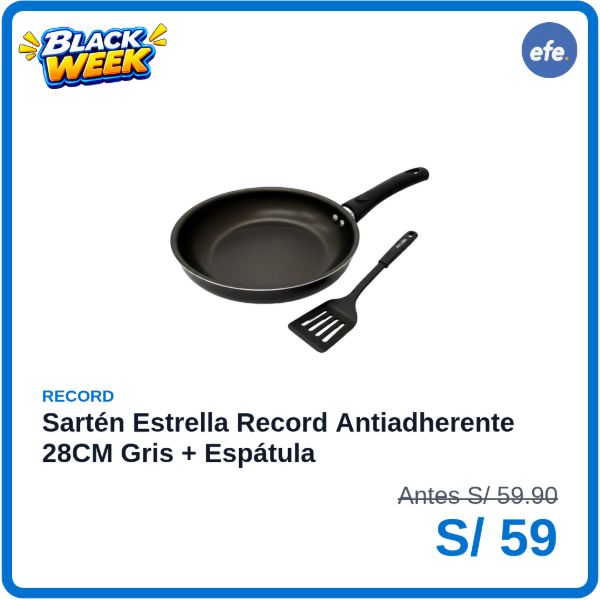 BLACK
WEEK
efe.
RECORD
Sartén Estrella Record Antiadherente
28CM Gris + Espátula
Antes S/ 59.90
S/ 59